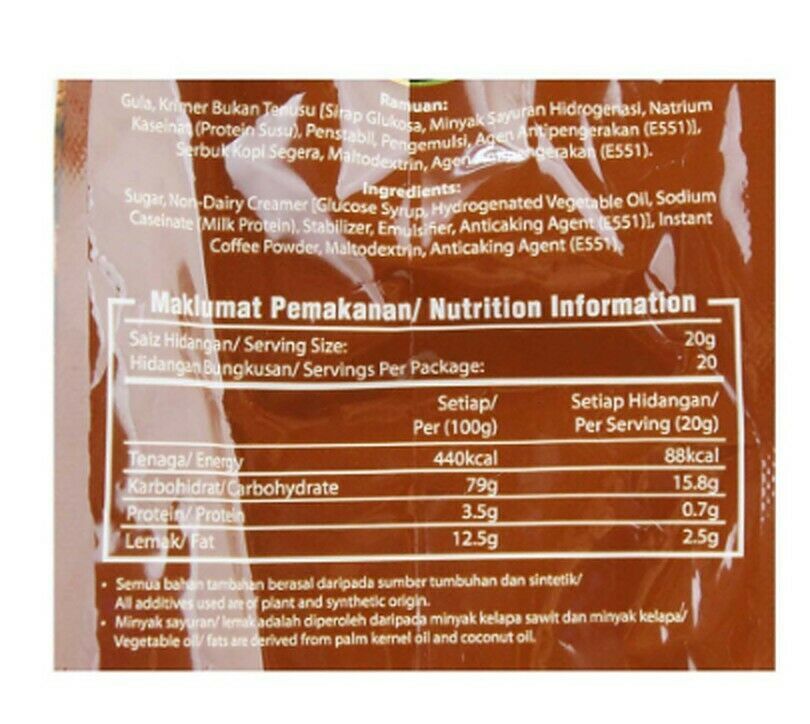 Ramuan:
Gula, Krimer Bukan Tenusu [Sirap Glukosa, Minyak Sayuran Hidrogenasi, Natrium
Kaseinat (Protein Susu), Penstabil, Pengemulsi, Agen Antipengerakan (E551)],
Serbuk Kopi Segera, Maltodextrin, Agen Antipengerakan (E551).
Ingredients:
Sugar, Non-Dairy Creamer [Glucose Syrup, Hydrogenated Vegetable Oil, Sodium
Caseinate (Milk Protein), Stabilizer, Emulsifier, Anticaking Agent (E551)], Instant
Coffee Powder, Maltodextrin, Anticaking Agent (E551).
Maklumat Pemakanan/ Nutrition Information
Saiz Hidangan/ Serving Size: 20g
Hidangan Bungkusan/ Servings Per Package: 20
Setiap/ Setiap Hidangan/
Per (100g) Per Serving (20g)
Tenaga/ Energy 440kcal 88kcal
Karbohidrat/ Carbohydrate 79g 15.8g
Protein/ Protein 3.5g 0.7g
Lemak/ Fat 12.5g 2.5g
• Semua bahan tambahan berasal daripada sumber tumbuhan dan sintetik/
All additives used are of plant and synthetic origin.
• Minyak sayuran/ lemak adalah diperoleh daripada minyak kelapa sawit dan minyak kelapa/
Vegetable oil/ fats are derived from palm kernel oil and coconut oil.